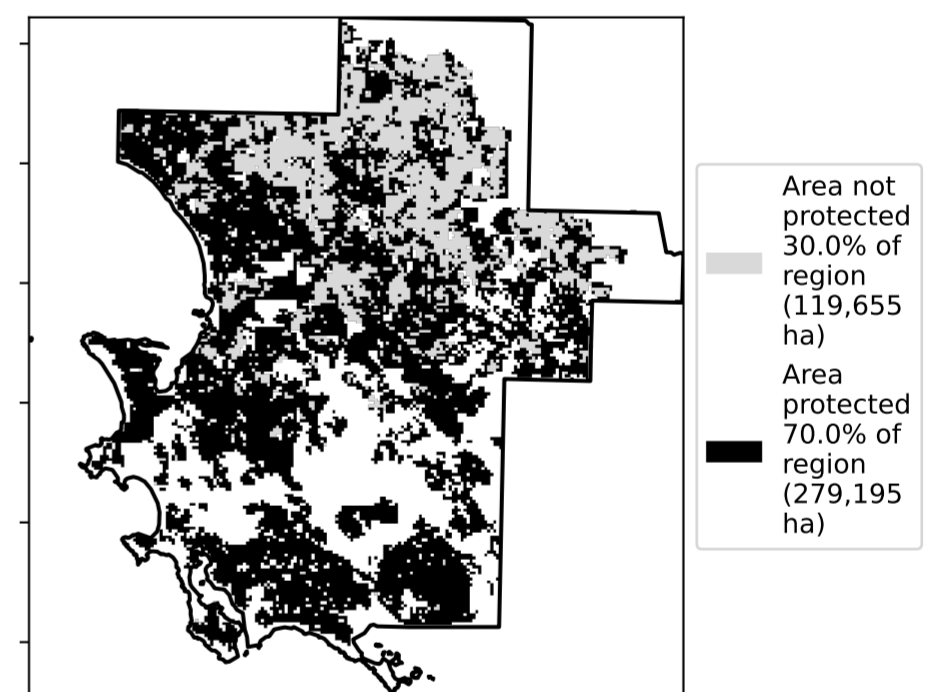 Area not
protected
30.0% of
region
(119,655
ha)
Area
protected
70.0% of
region
(279,195
ha)